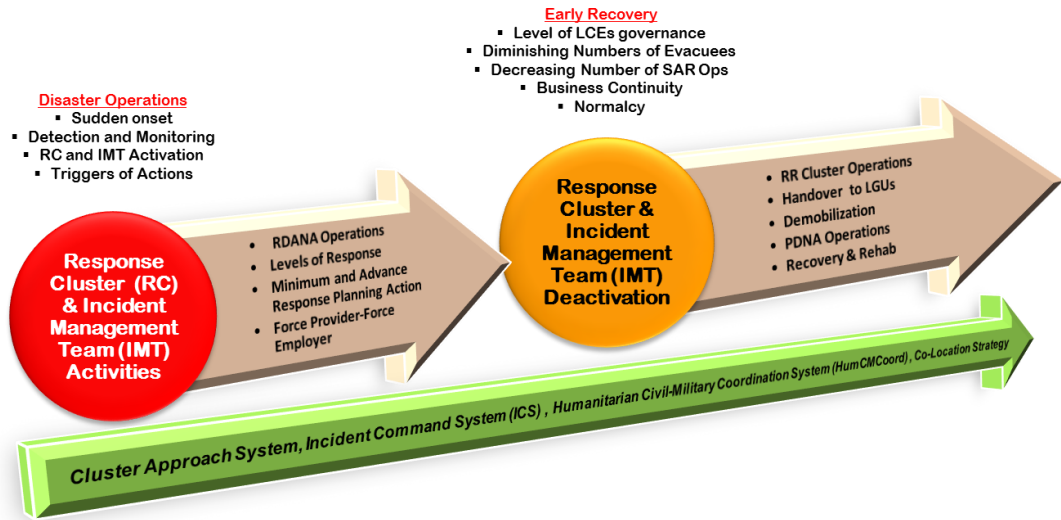 Disaster Operations
▪ Sudden onset
▪ Detection and Monitoring
▪ RC and IMT Activation
▪ Triggers of Actions
Response
Cluster (RC)
& Incident
Management
Team (IMT)
Activities
• RDANA Operations
• Levels of Response
• Minimum and Advance
Response Planning Action
• Force Provider-Force
Employer
Early Recovery
▪ Level of LCEs governance
▪ Diminishing Numbers of Evacuees
▪ Decreasing Number of SAR Ops
▪ Business Continuity
▪ Normalcy
Response
Cluster &
Incident
Management
Team (IMT)
Deactivation
• RR Cluster Operations
• Handover to LGUs
• Demobilization
• PDNA Operations
• Recovery & Rehab
Cluster Approach System, Incident Command System (ICS) , Humanitarian Civil-Military Coordination System (HumCMCoord), Co-Location Strategy